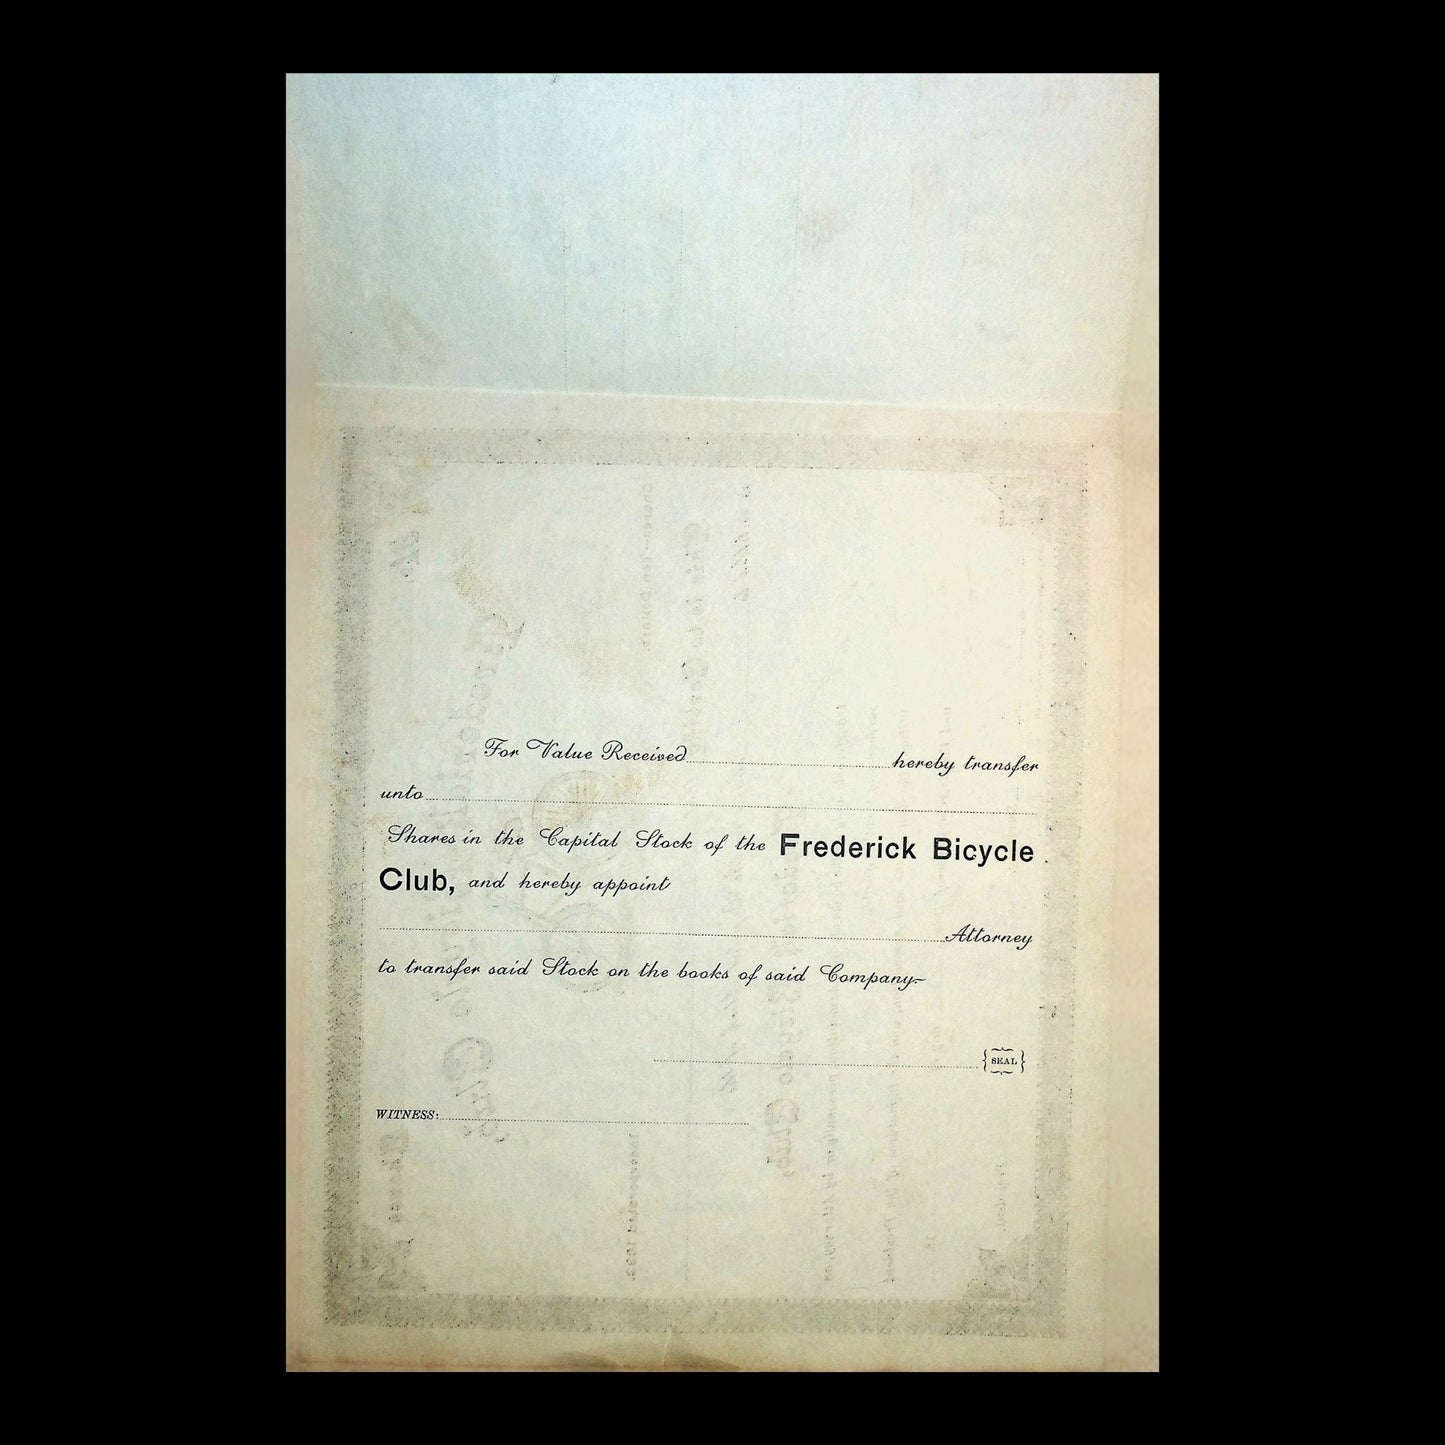 For Value Received hereby transfer
unto
Shares in the Capital Stock of the Frederick Bicycle
Club, and hereby appoint
Attorney
to transfer said Stock on the books of said Company.
SEAL
WITNESS: